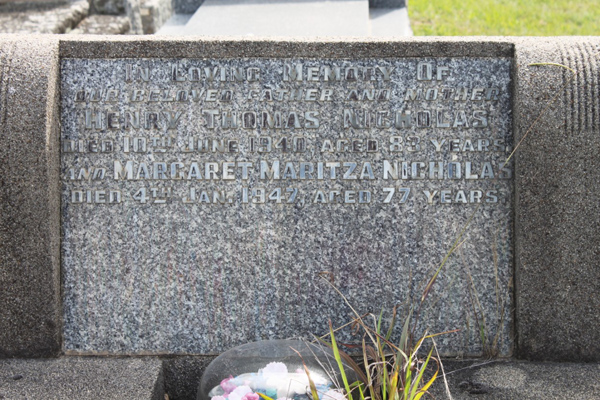 IN LOVING MEMORY OF
OUR BELOVED FATHER AND MOTHER
HENRY THOMAS NICHOLAS
DIED 10TH JUNE 1940 AGED 83 YEARS
AND MARGARET MARITZA NICHOLAS
DIED 4TH JAN. 1947, AGED 77 YEARS